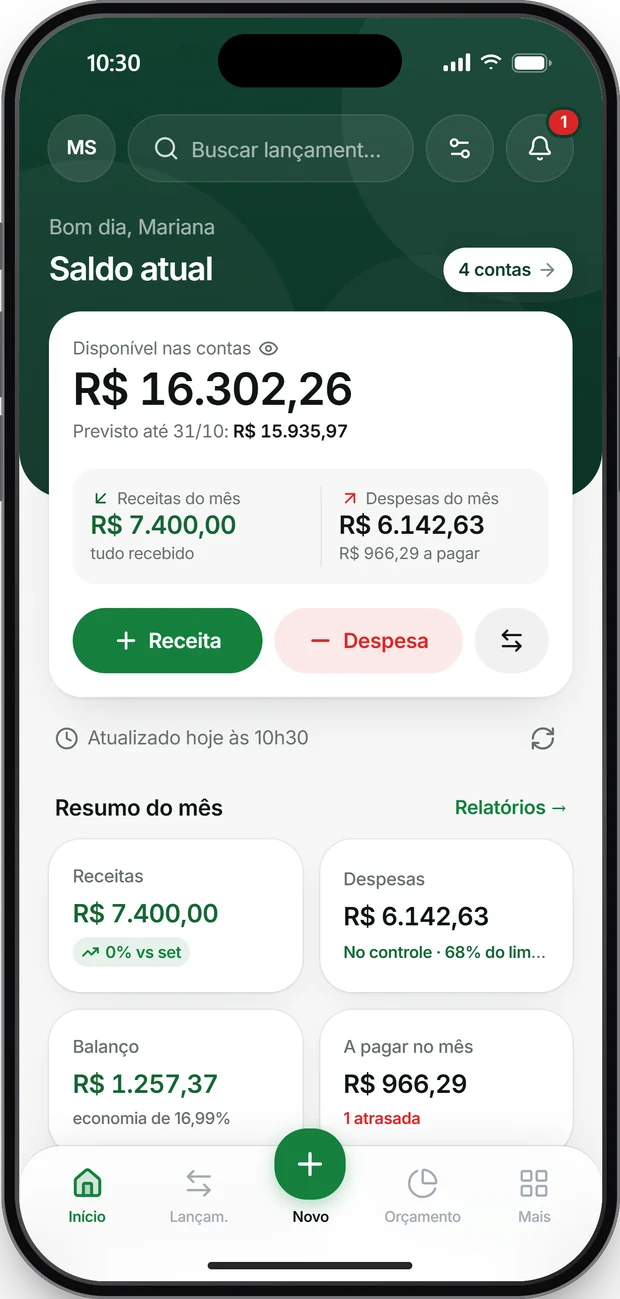 10:30
MS
Buscar lançament...
1
Bom dia, Mariana
Saldo atual
4 contas →
Disponível nas contas
R$ 16.302,26
Previsto até 31/10: R$ 15.935,97
Receitas do mês
R$ 7.400,00
tudo recebido
Despesas do mês
R$ 6.142,63
R$ 966,29 a pagar
+ Receita
− Despesa
Atualizado hoje às 10h30
Resumo do mês
Relatórios →
Receitas
R$ 7.400,00
0% vs set
Despesas
R$ 6.142,63
No controle · 68% do lim...
Balanço
R$ 1.257,37
economia de 16,99%
A pagar no mês
R$ 966,29
1 atrasada
Início
Lançam.
Novo
Orçamento
Mais